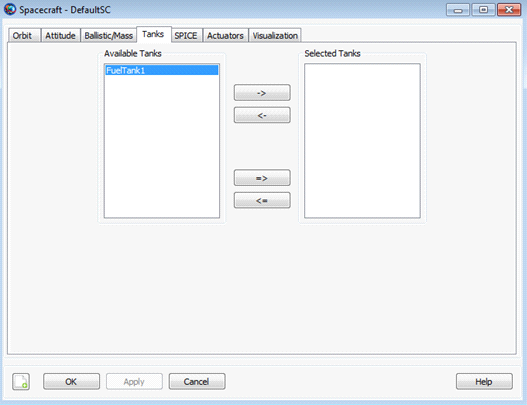 Spacecraft - DefaultSC
Orbit Attitude Ballistic/Mass Tanks SPICE Actuators Visualization
Available Tanks Selected Tanks
FuelTank1
->
<-
=>
<=
OK Apply Cancel Help